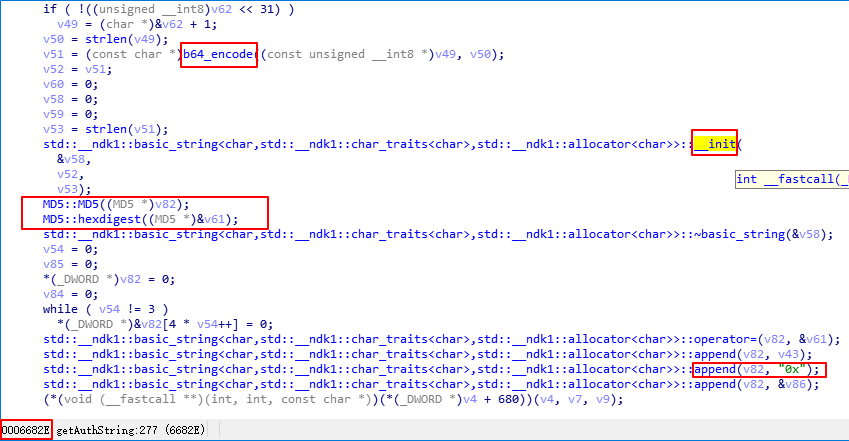 if ( !((unsigned __int8)v62 << 31) )
v49 = (char *)&v62 + 1;
v50 = strlen(v49);
v51 = (const char *)b64_encode((const unsigned __int8 *)v49, v50);
v52 = v51;
v60 = 0;
v58 = 0;
v59 = 0;
v53 = strlen(v51);
std::__ndk1::basic_string<char,std::__ndk1::char_traits<char>,std::__ndk1::allocator<char>>::__init(
&v58,
v52,
v53);
int __fastcall(_
MD5::MD5((MD5 *)v82);
MD5::hexdigest((MD5 *)&v61);
std::__ndk1::basic_string<char,std::__ndk1::char_traits<char>,std::__ndk1::allocator<char>>::~basic_string(&v58);
v54 = 0;
v85 = 0;
*(_DWORD *)v82 = 0;
v84 = 0;
while ( v54 != 3 )
*(_DWORD *)&v82[4 * v54++] = 0;
std::__ndk1::basic_string<char,std::__ndk1::char_traits<char>,std::__ndk1::allocator<char>>::operator=(v82, &v61);
std::__ndk1::basic_string<char,std::__ndk1::char_traits<char>,std::__ndk1::allocator<char>>::append(v82, v43);
std::__ndk1::basic_string<char,std::__ndk1::char_traits<char>,std::__ndk1::allocator<char>>::append(v82, "0x");
std::__ndk1::basic_string<char,std::__ndk1::char_traits<char>,std::__ndk1::allocator<char>>::append(v82, &v86);
(*(void (__fastcall **)(int, int, const char *))(*(_DWORD *)v4 + 680))(v4, v7, v9);
0006682E getAuthString:277 (6682E)